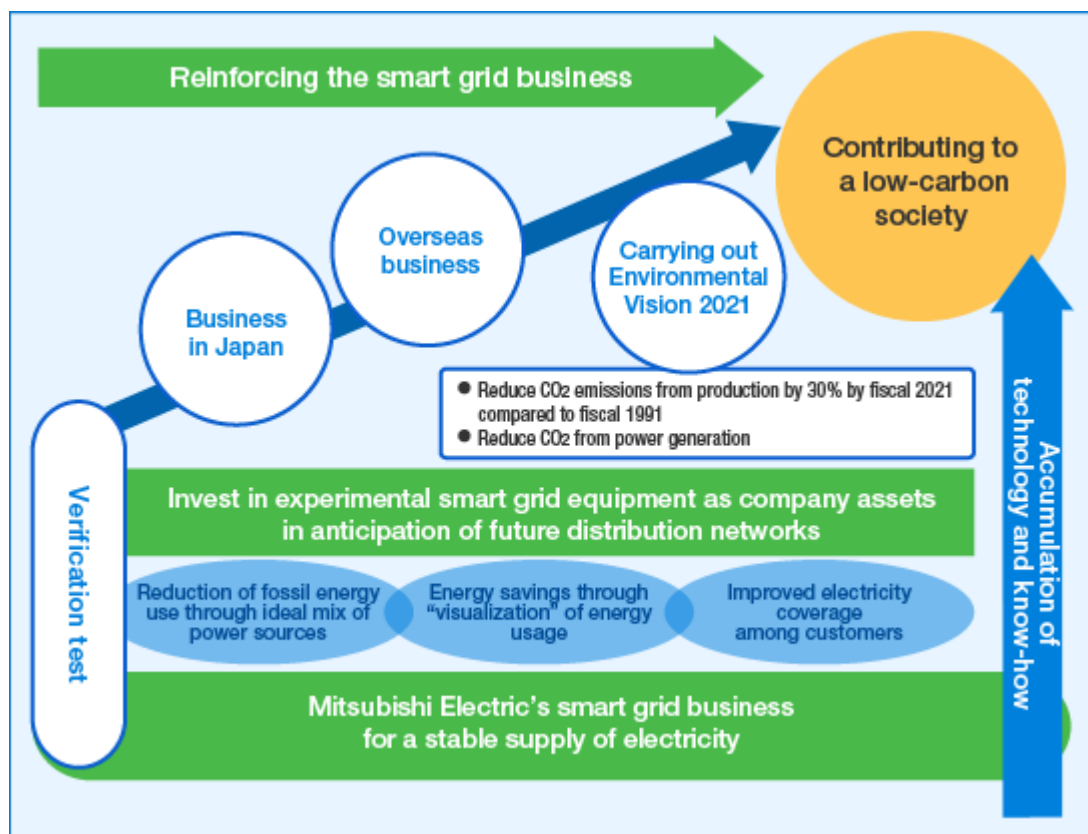 Reinforcing the smart grid business
Contributing to
a low-carbon
society
Overseas
business
Carrying out
Environmental
Vision 2021
Business
in Japan
● Reduce CO₂ emissions from production by 30% by fiscal 2021
compared to fiscal 1991
● Reduce CO₂ from power generation
Verification test
Invest in experimental smart grid equipment as company assets
in anticipation of future distribution networks
Reduction of fossil energy
use through ideal mix of
power sources
Energy savings through
“visualization” of energy
usage
Improved electricity
coverage
among customers
Mitsubishi Electric’s smart grid business
for a stable supply of electricity
Accumulation of
technology and know-how